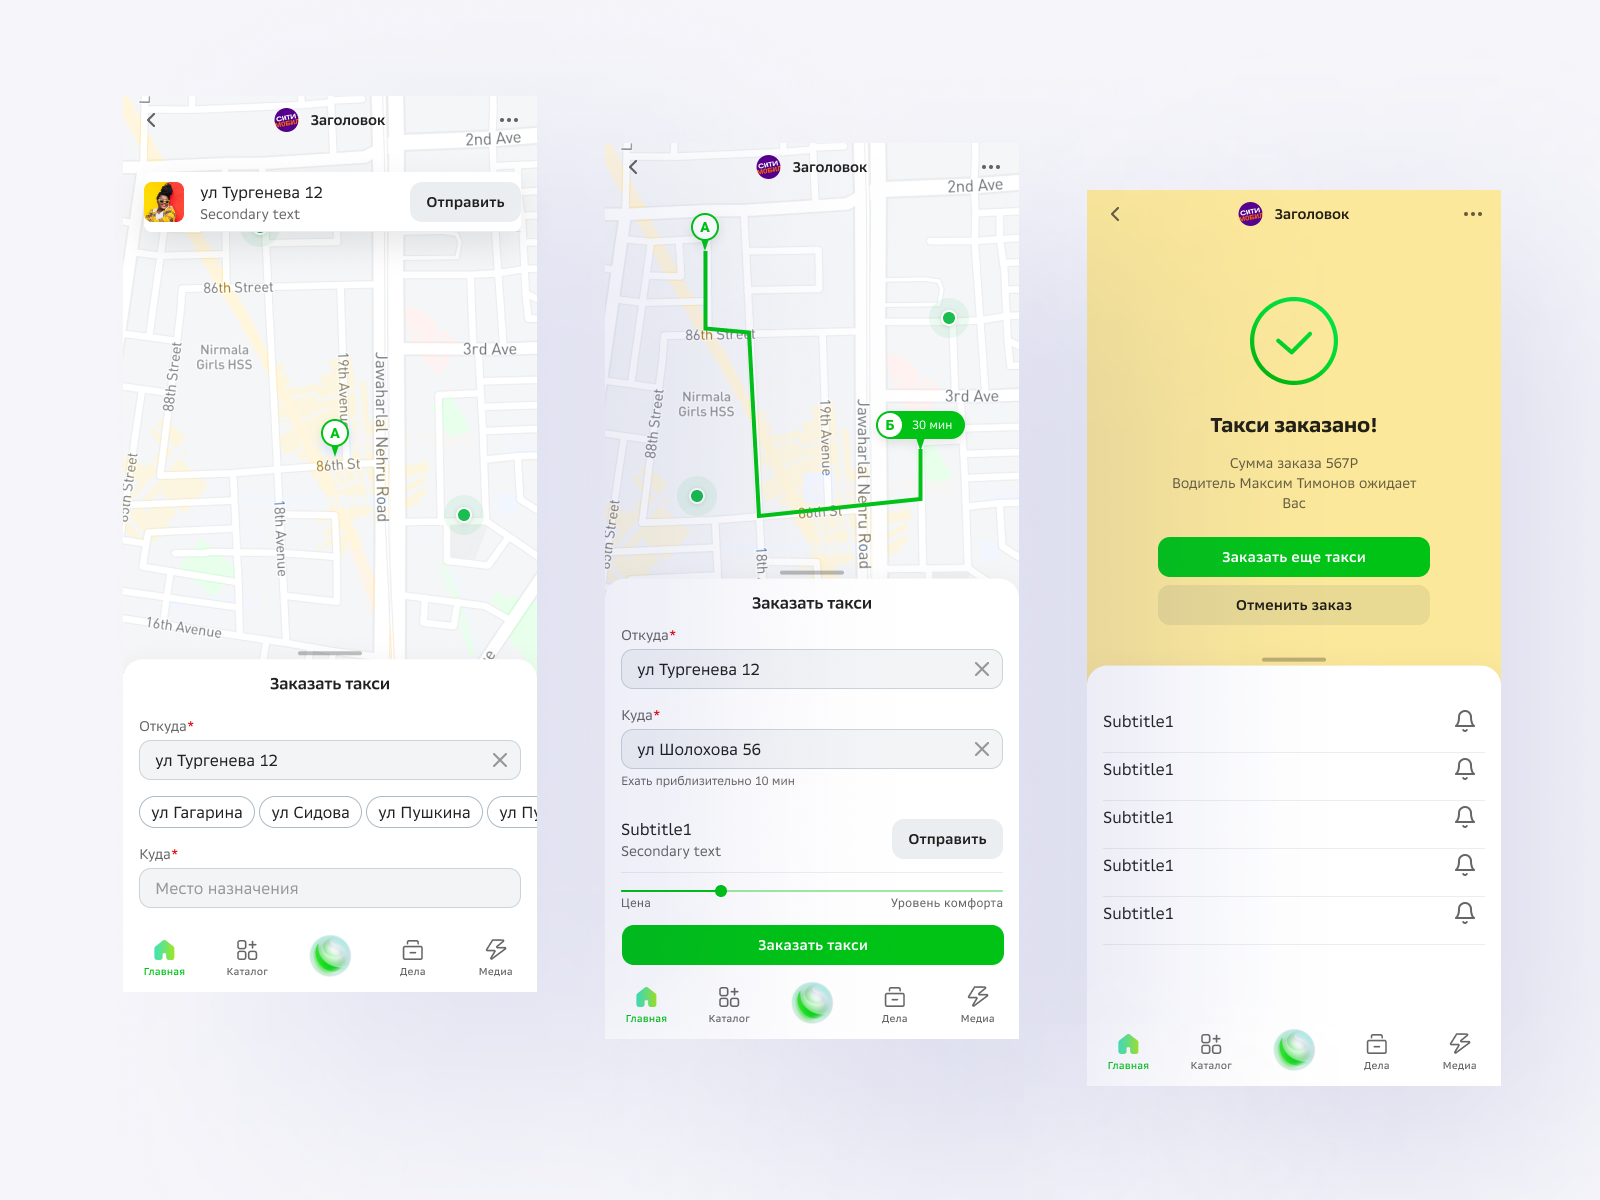 Заголовок
2nd Ave
ул Тургенева 12
Secondary text
Отправить
86th Street
Nirmala
Girls HSS
3rd Ave
88th Street
19th Avenue
Jawaharlal Nehru Road
86th St
18th Avenue
16th Avenue
А
Заказать такси
Откуда*
ул Тургенева 12
ул Гагарина
ул Сидова
ул Пушкина
ул Пу
Куда*
Место назначения
Главная
Каталог
Дела
Медиа
СИТИ
МОБИЛ
Заголовок
2nd Ave
А
86th Street
Nirmala
Girls HSS
3rd Ave
88th Street
19th Avenue
Jawaharlal Nehru Road
Б 30 мин
86th St
18th
Заказать такси
Откуда*
ул Тургенева 12
Куда*
ул Шолохова 56
Ехать приблизительно 10 мин
Subtitle1
Secondary text
Отправить
Цена
Уровень комфорта
Заказать такси
Главная
Каталог
Дела
Медиа
СИТИ
МОБИЛ
Заголовок
Такси заказано!
Сумма заказа 567Р
Водитель Максим Тимонов ожидает
Вас
Заказать еще такси
Отменить заказ
Subtitle1
Subtitle1
Subtitle1
Subtitle1
Subtitle1
Главная
Каталог
Дела
Медиа